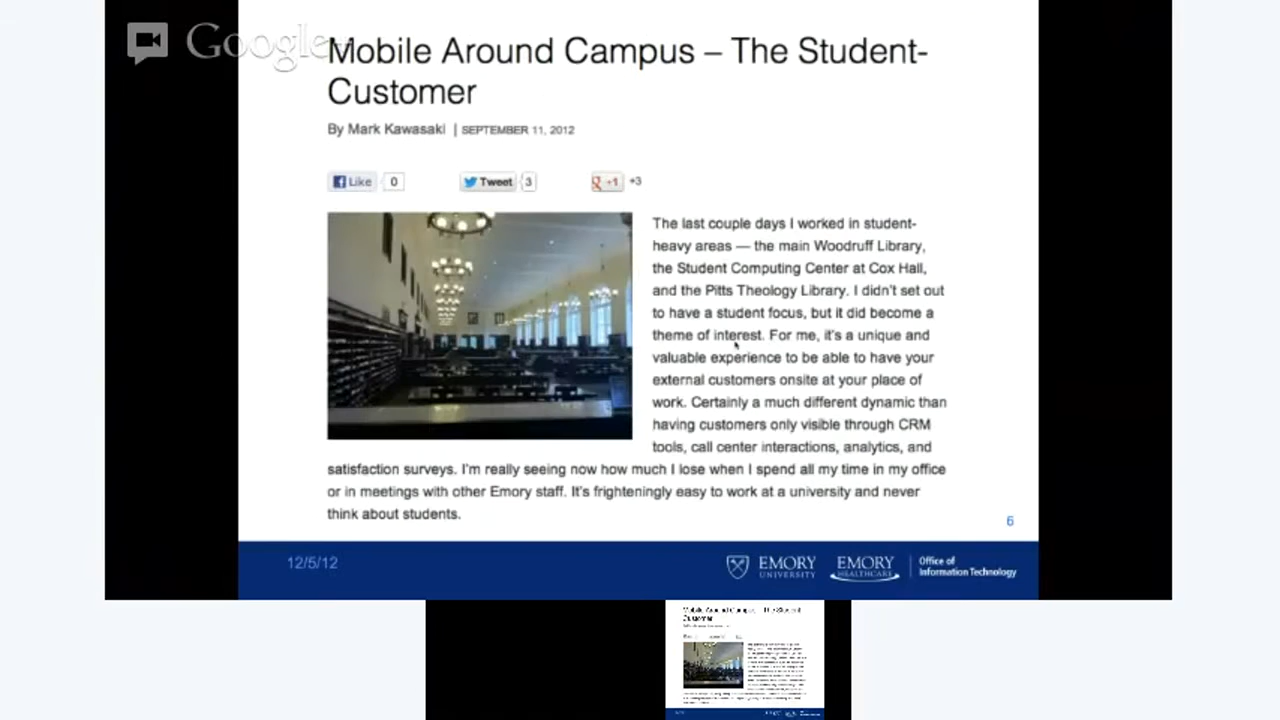 Google+
Mobile Around Campus – The Student-
Customer
By Mark Kawasaki | SEPTEMBER 11, 2012
Like 0 Tweet 3 +1 +3
The last couple days I worked in student-
heavy areas — the main Woodruff Library,
the Student Computing Center at Cox Hall,
and the Pitts Theology Library. I didn't set out
to have a student focus, but it did become a
theme of interest. For me, it's a unique and
valuable experience to be able to have your
external customers onsite at your place of
work. Certainly a much different dynamic than
having customers only visible through CRM
tools, call center interactions, analytics, and
satisfaction surveys. I'm really seeing now how much I lose when I spend all my time in my office
or in meetings with other Emory staff. It's frighteningly easy to work at a university and never
think about students.
6
12/5/12
EMORY
UNIVERSITY
EMORY
HEALTHCARE
Office of
Information Technology
Mobile Around Campus – The Student-
Customer